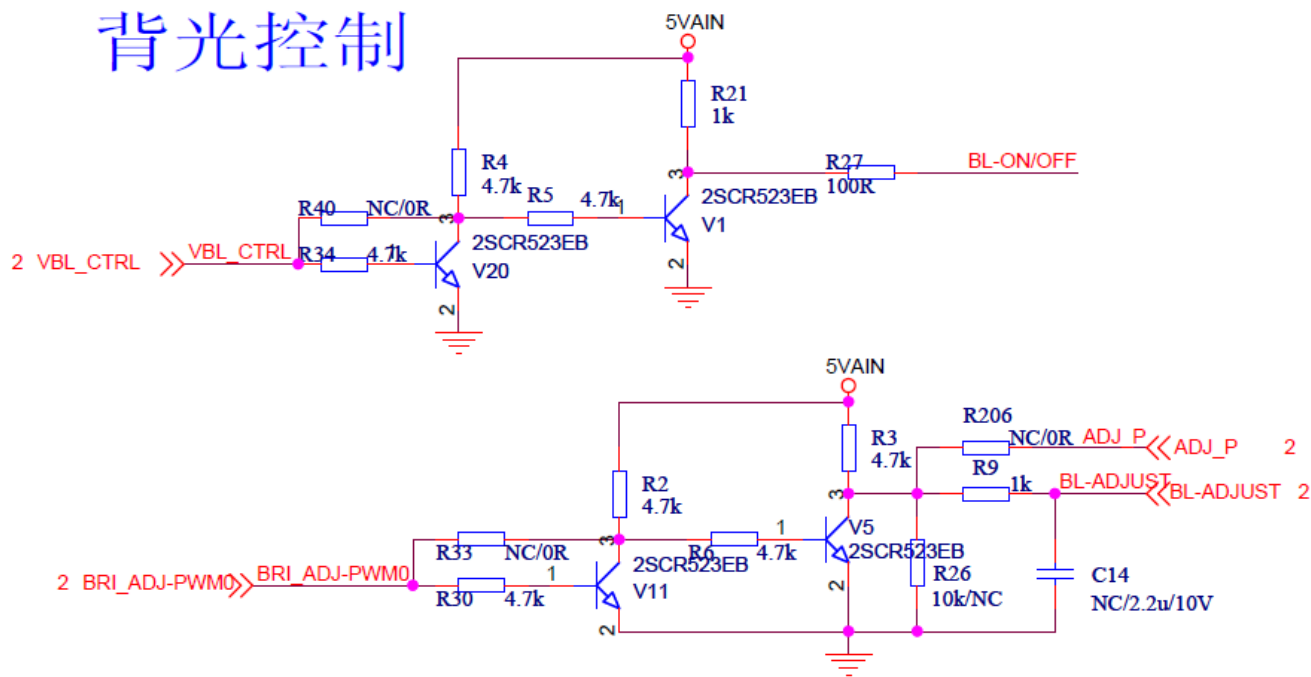 背光控制
5VAIN
R21
1k
R4
4.7k
R5
4.7k
1
3
2SCR523EB
V1
2
R27
100R
BL-ON/OFF
R40
NC/0R
3
2 VBL_CTRL
VBL_CTRL
R34
4.7k
1
2SCR523EB
V20
2
5VAIN
R3
4.7k
R206
NC/0R
ADJ_P
ADJ_P 2
R9
1k
BL-ADJUST
BL-ADJUST 2
R2
4.7k
3
V5
2SCR523EB
1
R6
4.7k
2
R33
NC/0R
3
2SCR523EB
V11
2 BRI_ADJ-PWM0
BRI_ADJ-PWM0
R30
4.7k
1
2
R26
10k/NC
C14
NC/2.2u/10V